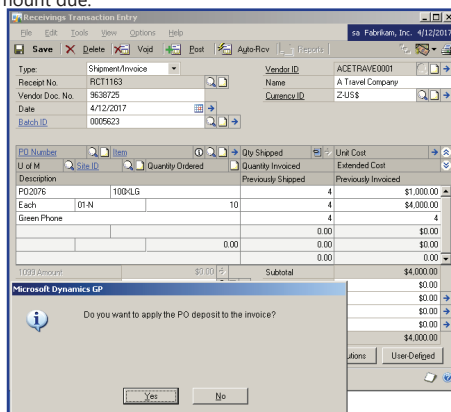 nount due.
Receivings Transaction Entry
File Edit Tools View Options Help sa Fabrikam, Inc. 4/12/2017
Save Delete Void Post Auto-Rcv Reports
Type: Shipment/Invoice Vendor ID ACETRAVE0001
Receipt No. RCT1163 Name A Travel Company
Vendor Doc. No. 9638725 Currency ID Z-US$
Date 4/12/2017
Batch ID 0005623
PO Number Item Qty Shipped Unit Cost
U of M Site ID Quantity Ordered Quantity Invoiced Extended Cost
Description Previously Shipped Previously Invoiced
PO2076 100XLG 4 $1,000.00
Each 01-N 10 4 $4,000.00
Green Phone 4 4
0.00 $0.00
0.00 0.00 $0.00
0.00 0.00
1099 Amount $0.00 Subtotal $4,000.00
Microsoft Dynamics GP $0.00
Do you want to apply the PO deposit to the invoice? $0.00
$0.00
$0.00
$4,000.00
utions User-Defined
Yes No